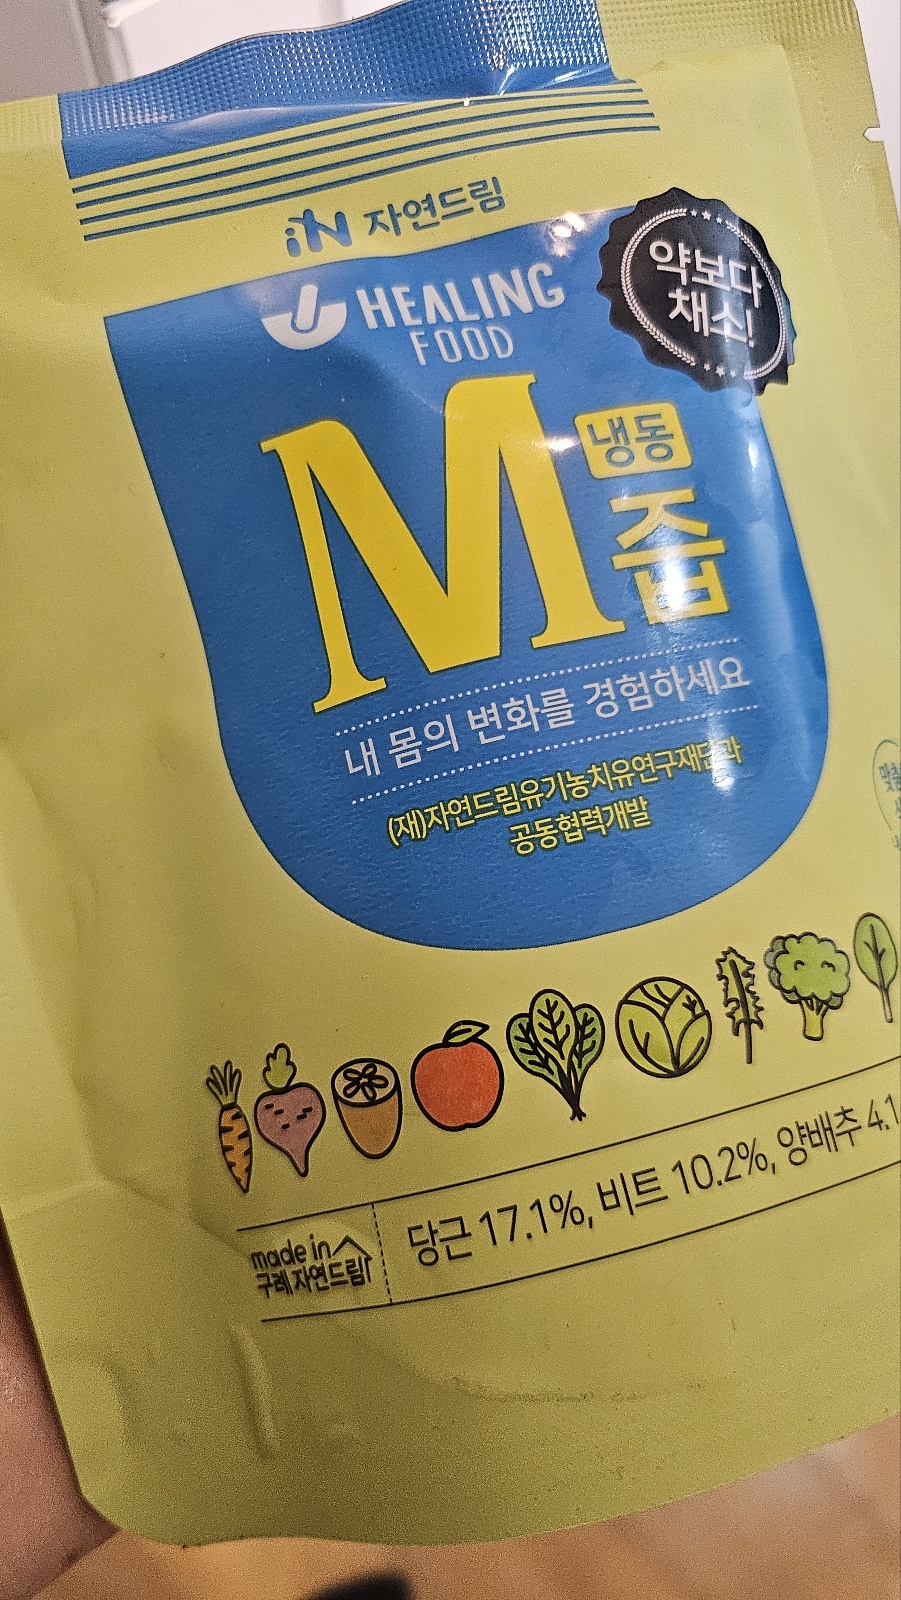 iN 자연드림
약보다
채소!
HEALING
FOOD
M
냉동
즙
내 몸의 변화를 경험하세요
(재)자연드림유기농치유연구재단과
공동협력개발
made in
구례 자연드림
당근 17.1%, 비트 10.2%, 양배추 4.1